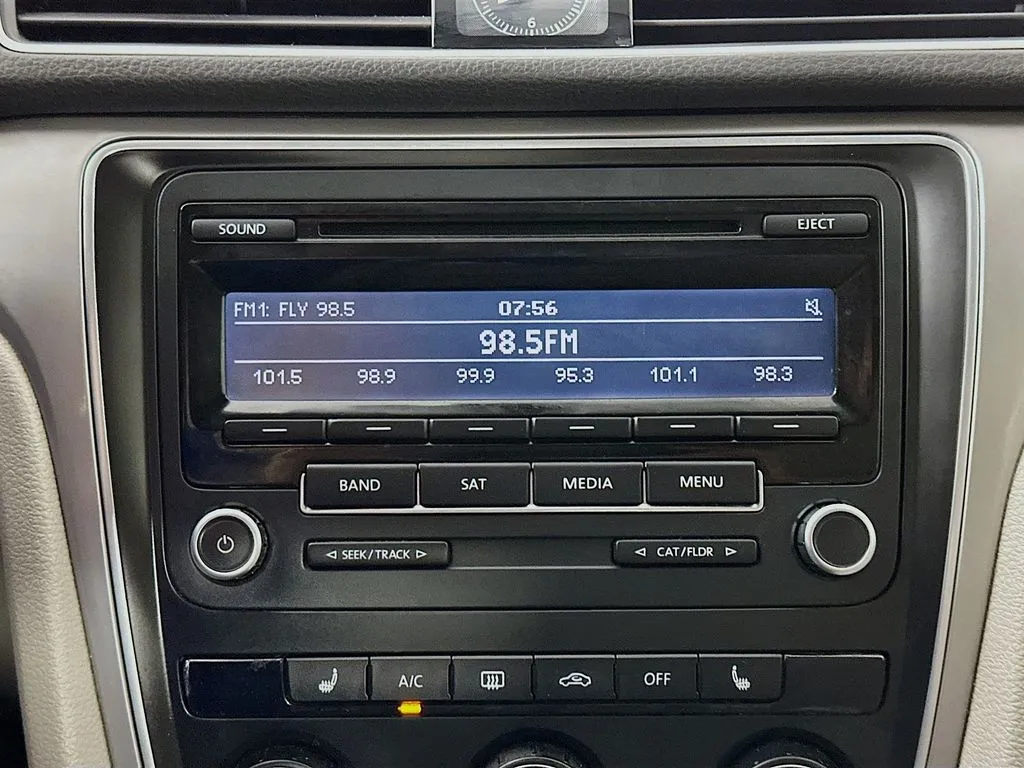 6
SOUND
EJECT
FM1: FLY 98.5 07:56
98.5FM
101.5 98.9 99.9 95.3 101.1 98.3
BAND SAT MEDIA MENU
SEEK/TRACK CAT/FLDR
A/C OFF